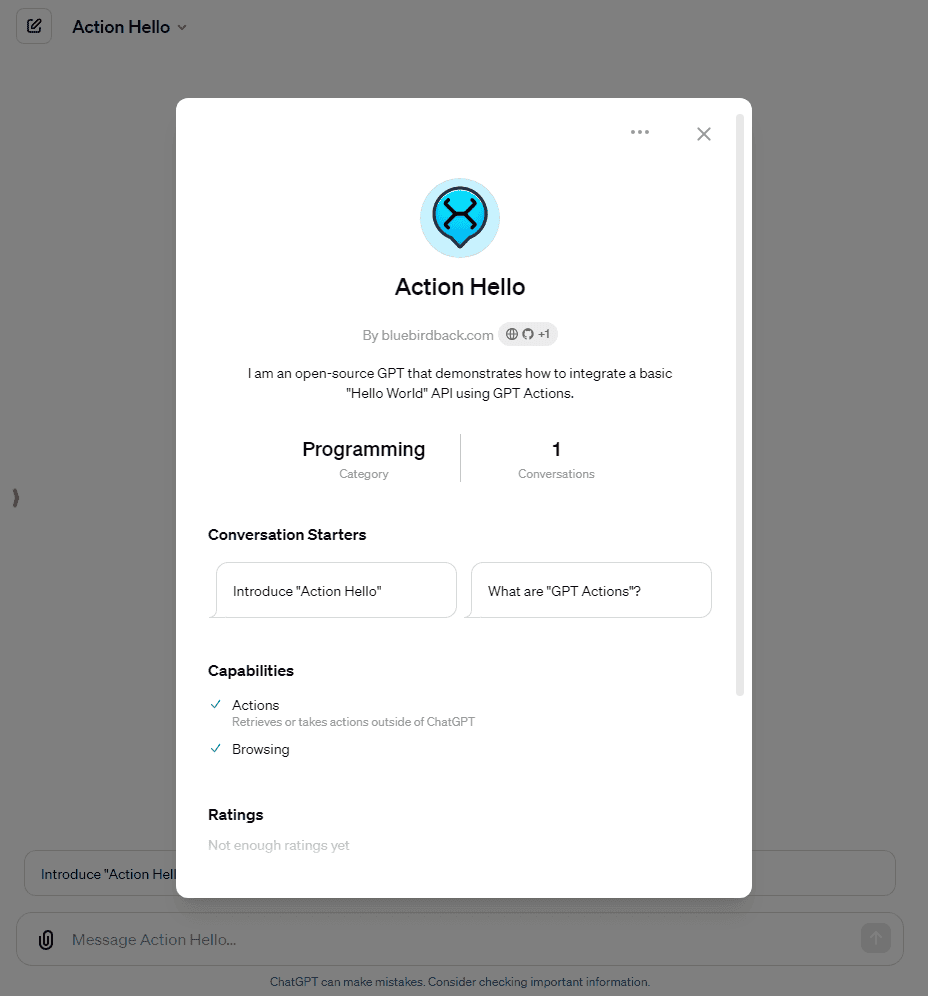 Action Hello
Action Hello
By bluebirdback.com +1
I am an open-source GPT that demonstrates how to integrate a basic
"Hello World" API using GPT Actions.
Programming
Category
1
Conversations
Conversation Starters
Introduce "Action Hello"
What are "GPT Actions"?
Capabilities
Actions
Retrieves or takes actions outside of ChatGPT
Browsing
Ratings
Not enough ratings yet
Introduce "Action Hell
Message Action Hello...
ChatGPT can make mistakes. Consider checking important information.